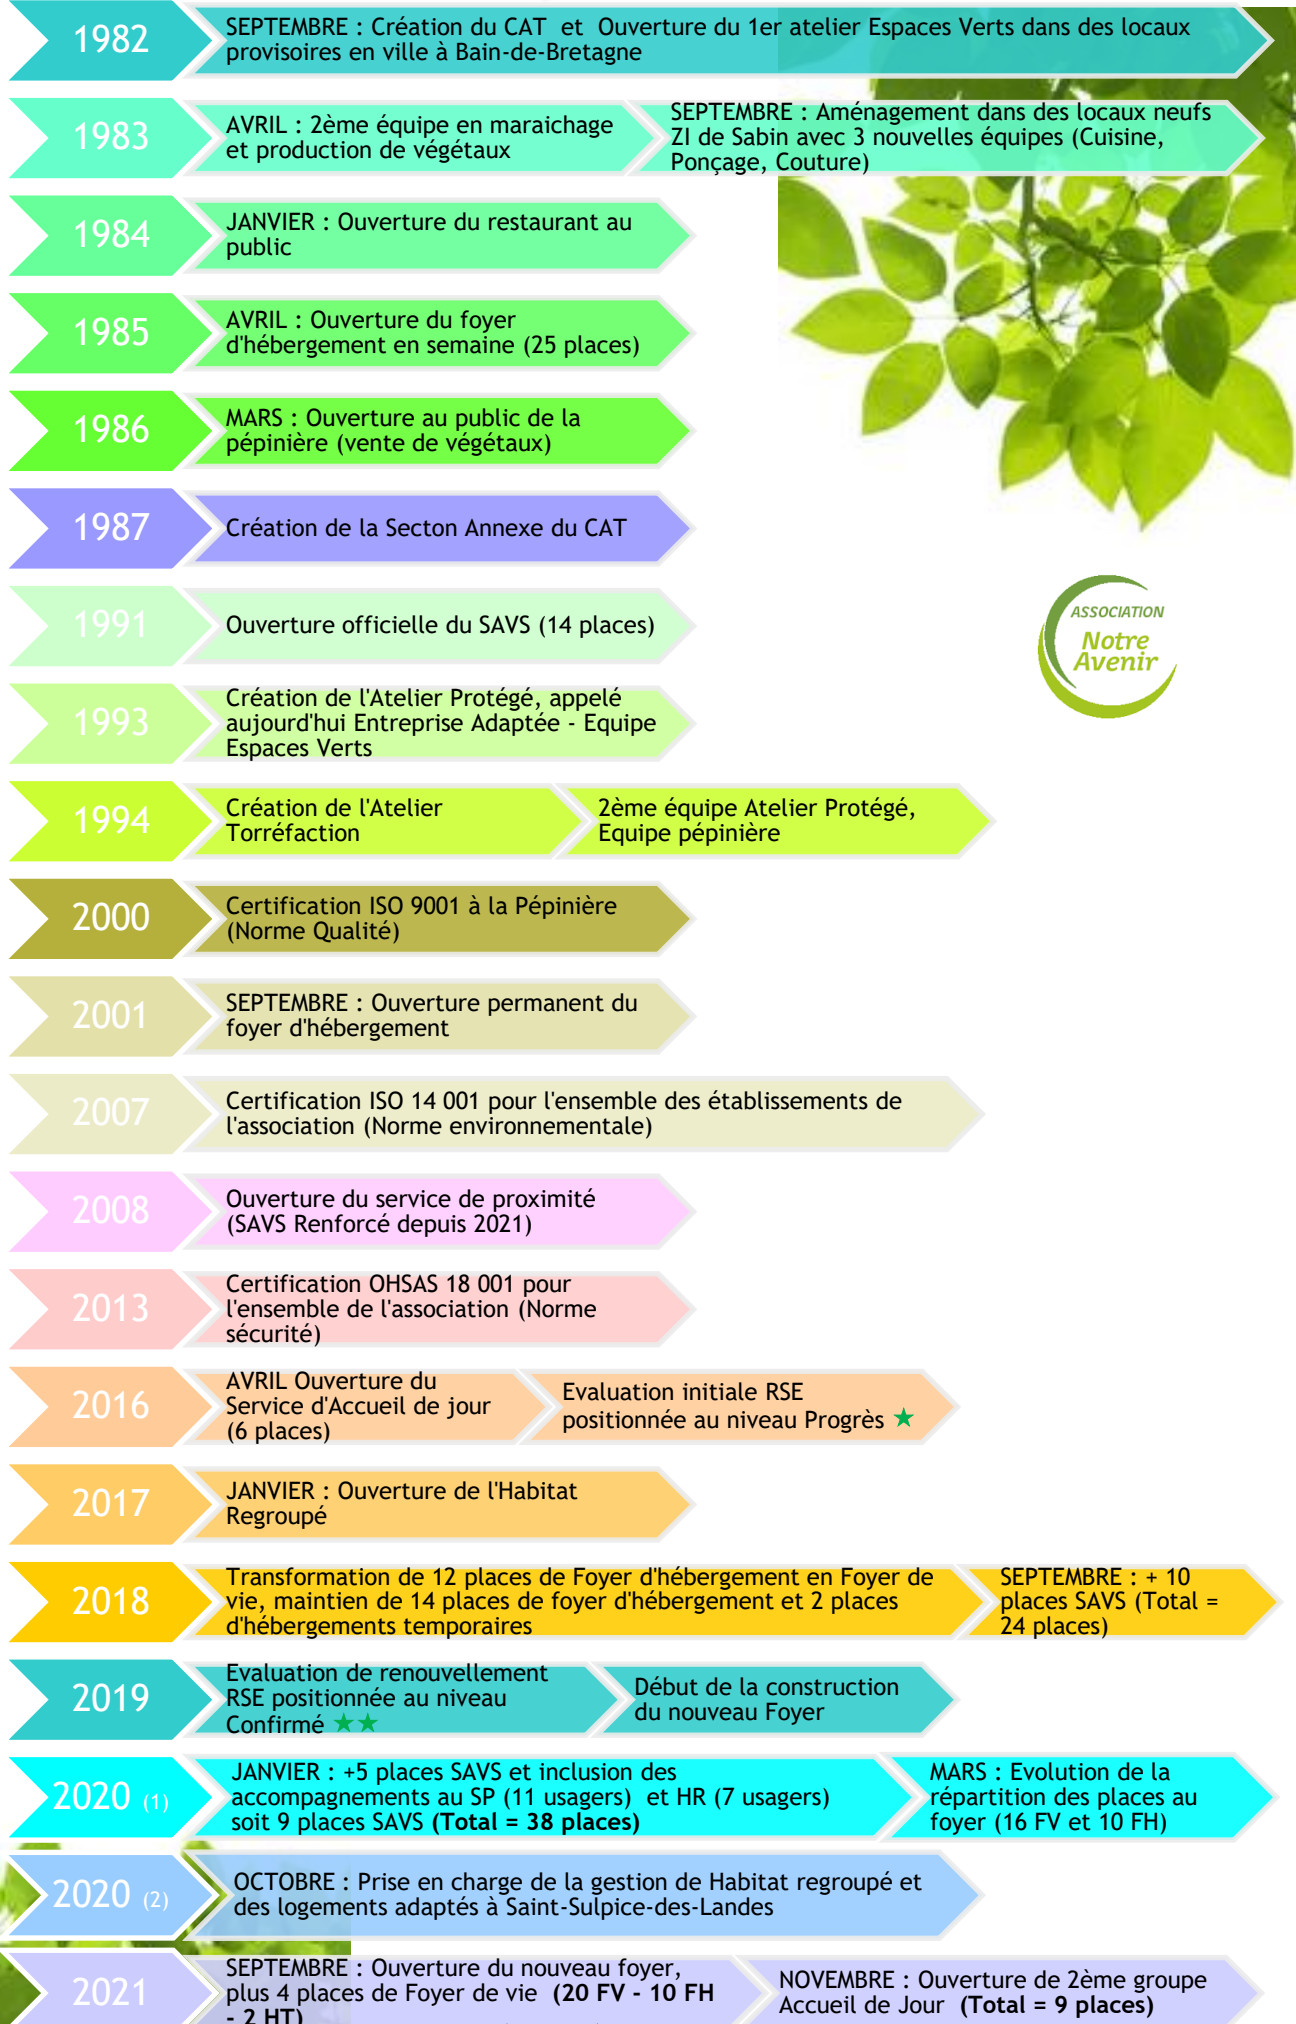 1982
SEPTEMBRE : Création du CAT et Ouverture du 1er atelier Espaces Verts dans des locaux
provisoires en ville à Bain-de-Bretagne
1983
AVRIL : 2ème équipe en maraichage
et production de végétaux
SEPTEMBRE : Aménagement dans des locaux neufs
ZI de Sabin avec 3 nouvelles équipes (Cuisine,
Ponçage, Couture)
1984
JANVIER : Ouverture du restaurant au
public
1985
AVRIL : Ouverture du foyer
d'hébergement en semaine (25 places)
1986
MARS : Ouverture au public de la
pépinière (vente de végétaux)
1987
Création de la Secton Annexe du CAT
1991
Ouverture officielle du SAVS (14 places)
ASSOCIATION
Notre
Avenir
1993
Création de l'Atelier Protégé, appelé
aujourd'hui Entreprise Adaptée - Equipe
Espaces Verts
1994
Création de l'Atelier
Torréfaction
2ème équipe Atelier Protégé,
Equipe pépinière
2000
Certification ISO 9001 à la Pépinière
(Norme Qualité)
2001
SEPTEMBRE : Ouverture permanent du
foyer d'hébergement
2007
Certification ISO 14 001 pour l'ensemble des établissements de
l'association (Norme environnementale)
2008
Ouverture du service de proximité
(SAVS Renforcé depuis 2021)
2013
Certification OHSAS 18 001 pour
l'ensemble de l'association (Norme
sécurité)
2016
AVRIL Ouverture du
Service d'Accueil de jour
(6 places)
Evaluation initiale RSE
positionnée au niveau Progrès ★
2017
JANVIER : Ouverture de l'Habitat
Regroupé
2018
Transformation de 12 places de Foyer d'hébergement en Foyer de
vie, maintien de 14 places de foyer d'hébergement et 2 places
d'hébergements temporaires
SEPTEMBRE : + 10
places SAVS (Total =
24 places)
2019
Evaluation de renouvellement
RSE positionnée au niveau
Confirmé ★★
Début de la construction
du nouveau Foyer
2020 (1)
JANVIER : +5 places SAVS et inclusion des
accompagnements au SP (11 usagers) et HR (7 usagers)
soit 9 places SAVS (Total = 38 places)
MARS : Evolution de la
répartition des places au
foyer (16 FV et 10 FH)
2020 (2)
OCTOBRE : Prise en charge de la gestion de Habitat regroupé et
des logements adaptés à Saint-Sulpice-des-Landes
2021
SEPTEMBRE : Ouverture du nouveau foyer,
plus 4 places de Foyer de vie (20 FV - 10 FH
- 2 HT)
NOVEMBRE : Ouverture de 2ème groupe
Accueil de Jour (Total = 9 places)